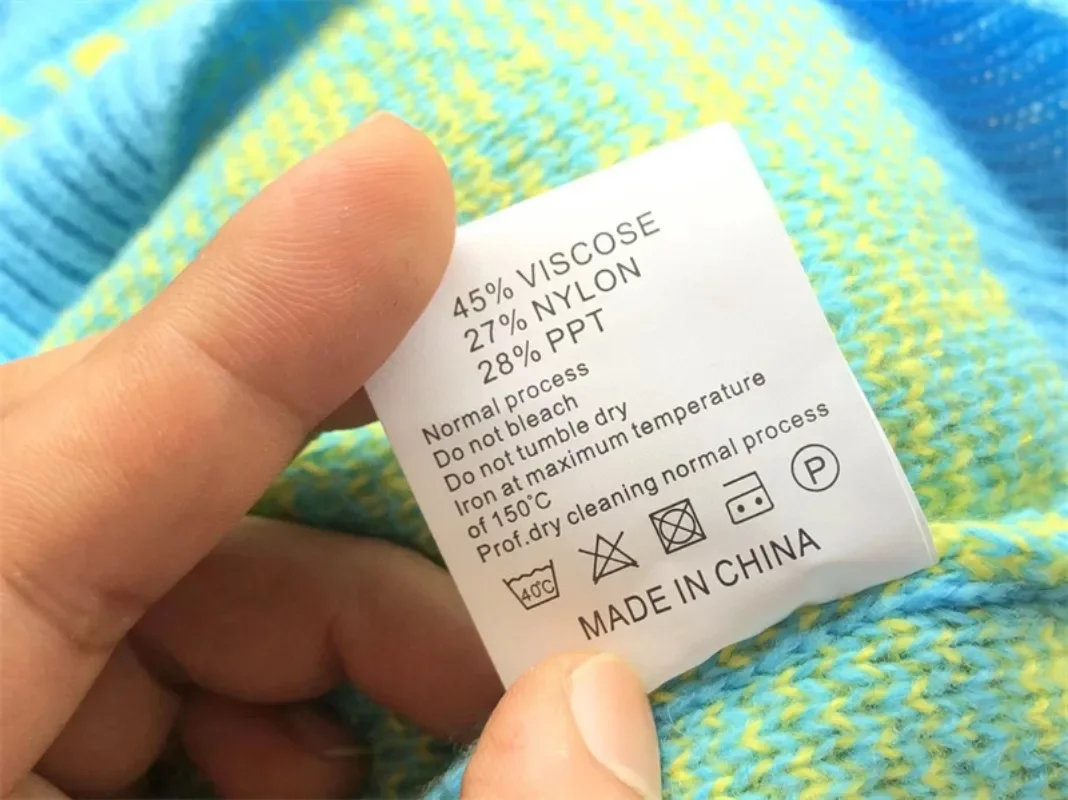 45% VISCOSE
27% NYLON
28% PPT
Normal process
Do not bleach
Do not tumble dry
Iron at maximum temperature
of 150°C
Prof.dry cleaning normal process
40℃ P
MADE IN CHINA